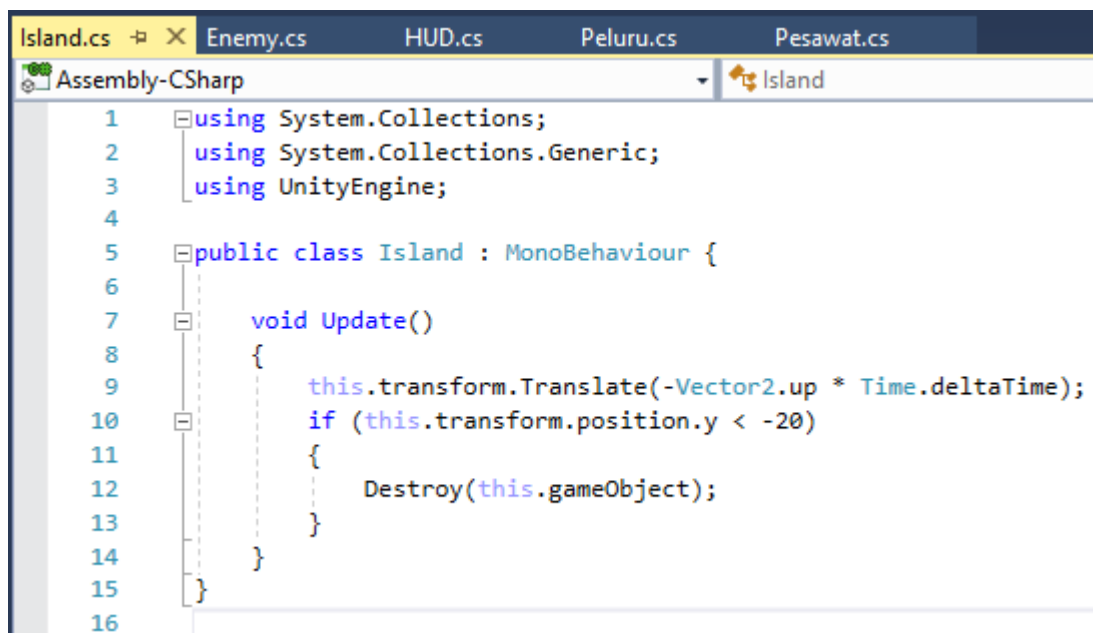 Island.cs Enemy.cs HUD.cs Peluru.cs Pesawat.cs
Assembly-CSharp Island
1 using System.Collections;
2 using System.Collections.Generic;
3 using UnityEngine;
4
5 public class Island : MonoBehaviour {
6
7 void Update()
8 {
9 this.transform.Translate(-Vector2.up * Time.deltaTime);
10 if (this.transform.position.y < -20)
11 {
12 Destroy(this.gameObject);
13 }
14 }
15 }
16